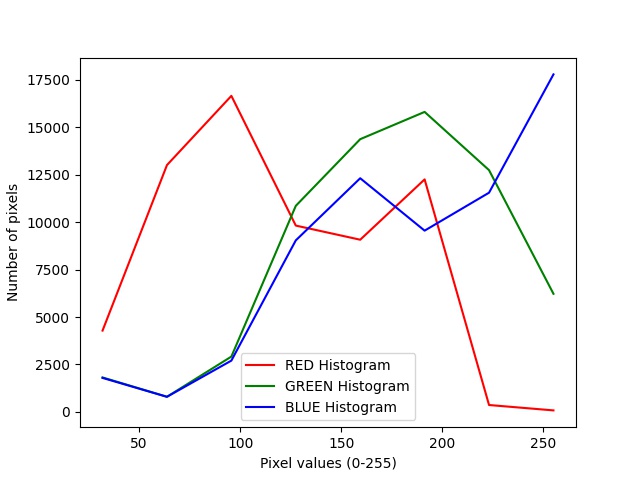 17500
15000
12500
10000
7500
5000
2500
0
Number of pixels
RED Histogram
GREEN Histogram
BLUE Histogram
50 100 150 200 250
Pixel values (0-255)